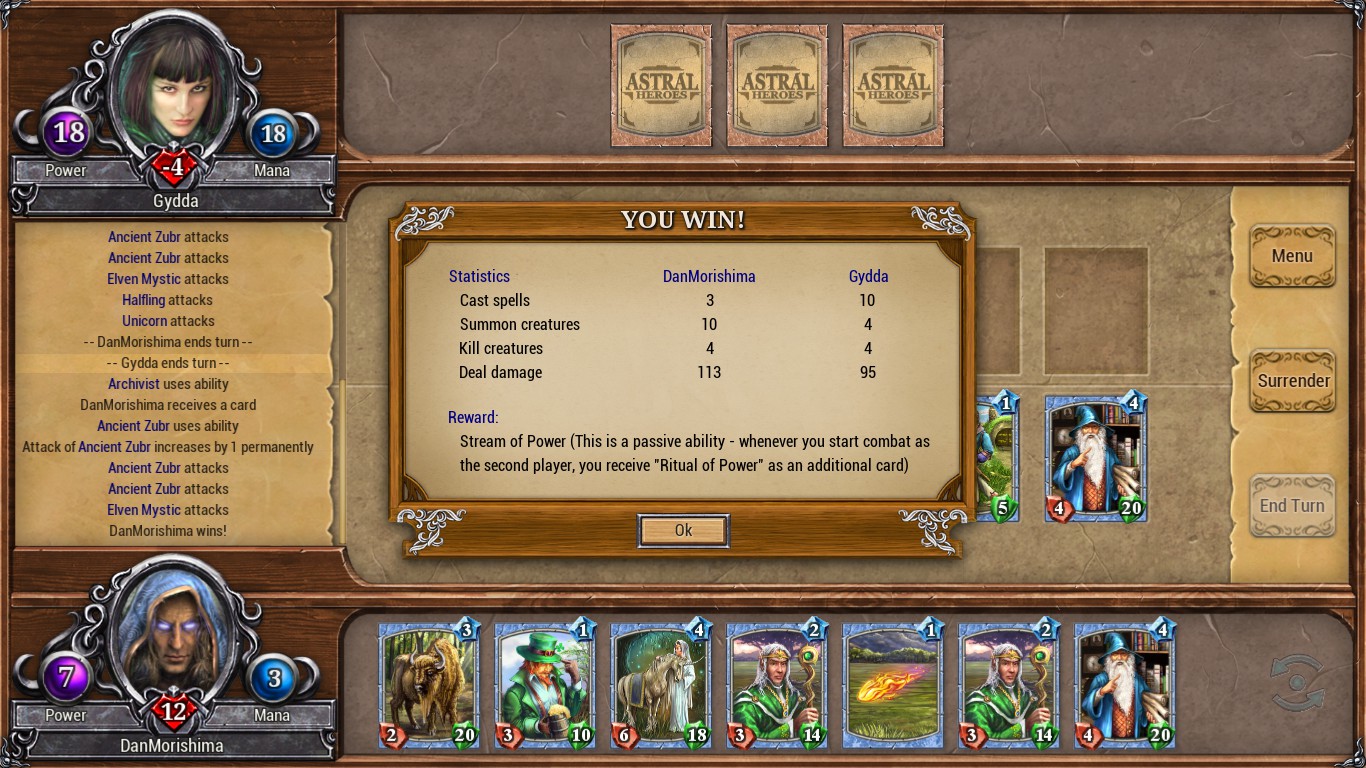 ASTRAL HEROES
ASTRAL HEROES
ASTRAL HEROES
18
18
Power
-4
Mana
Gydda
Ancient Zubr attacks
Ancient Zubr attacks
Elven Mystic attacks
Halfling attacks
Unicorn attacks
-- DanMorishima ends turn --
-- Gydda ends turn --
Archivist uses ability
DanMorishima receives a card
Ancient Zubr uses ability
Attack of Ancient Zubr increases by 1 permanently
Ancient Zubr attacks
Ancient Zubr attacks
Elven Mystic attacks
DanMorishima wins!
YOU WIN!
Statistics DanMorishima Gydda
Cast spells 3 10
Summon creatures 10 4
Kill creatures 4 4
Deal damage 113 95
Reward:
Stream of Power (This is a passive ability - whenever you start combat as
the second player, you receive "Ritual of Power" as an additional card)
Ok
1
5
4
4 20
Menu
Surrender
End Turn
7
3
Power
12
Mana
DanMorishima
3 1 4 2 1 2 4
2 20 3 10 6 18 3 14 3 14 4 20